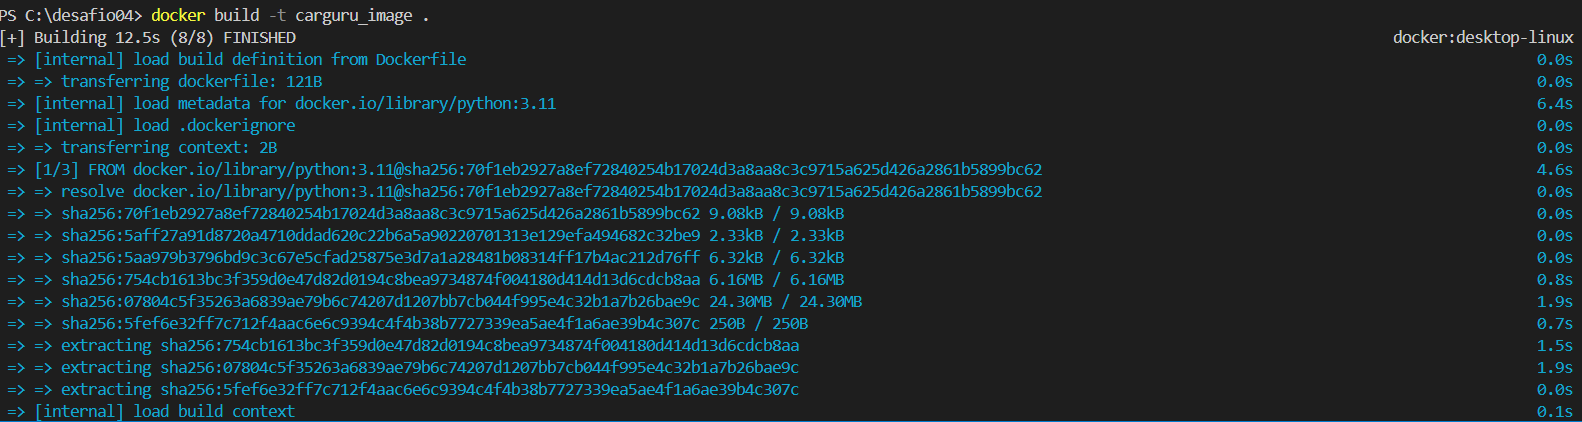 PS C:\desafio04> docker build -t carguru_image .
[+] Building 12.5s (8/8) FINISHED docker:desktop-linux
=> [internal] load build definition from Dockerfile 0.0s
=> => transferring dockerfile: 121B 0.0s
=> [internal] load metadata for docker.io/library/python:3.11 6.4s
=> [internal] load .dockerignore 0.0s
=> => transferring context: 2B 0.0s
=> [1/3] FROM docker.io/library/python:3.11@sha256:70f1eb2927a8ef72840254b17024d3a8aa8c3c9715a625d426a2861b5899bc62 4.6s
=> => resolve docker.io/library/python:3.11@sha256:70f1eb2927a8ef72840254b17024d3a8aa8c3c9715a625d426a2861b5899bc62 0.0s
=> => sha256:70f1eb2927a8ef72840254b17024d3a8aa8c3c9715a625d426a2861b5899bc62 9.08kB / 9.08kB 0.0s
=> => sha256:5aff27a91d8720a4710ddad620c22b6a5a90220701313e129efa494682c32be9 2.33kB / 2.33kB 0.0s
=> => sha256:5aa979b3796bd9c3c67e5cfad25875e3d7a1a28481b08314ff17b4ac212d76ff 6.32kB / 6.32kB 0.0s
=> => sha256:754cb1613bc3f359d0e47d82d0194c8bea9734874f004180d414d13d6cdcb8aa 6.16MB / 6.16MB 0.8s
=> => sha256:07804c5f35263a6839ae79b6c74207d1207bb7cb044f995e4c32b1a7b26bae9c 24.30MB / 24.30MB 1.9s
=> => sha256:5fef6e32ff7c712f4aac6e6c9394c4f4b38b7727339ea5ae4f1a6ae39b4c307c 250B / 250B 0.7s
=> => extracting sha256:754cb1613bc3f359d0e47d82d0194c8bea9734874f004180d414d13d6cdcb8aa 1.5s
=> => extracting sha256:07804c5f35263a6839ae79b6c74207d1207bb7cb044f995e4c32b1a7b26bae9c 1.9s
=> => extracting sha256:5fef6e32ff7c712f4aac6e6c9394c4f4b38b7727339ea5ae4f1a6ae39b4c307c 0.0s
=> [internal] load build context 0.1s